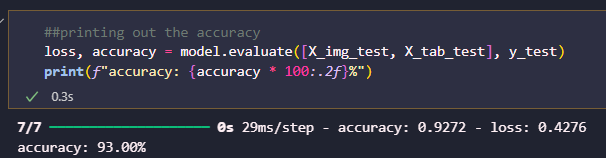 ##printing out the accuracy
loss, accuracy = model.evaluate([X_img_test, X_tab_test], y_test)
print(f"accuracy: {accuracy * 100:.2f}%")
0.3s
7/7 0s 29ms/step - accuracy: 0.9272 - loss: 0.4276
accuracy: 93.00%